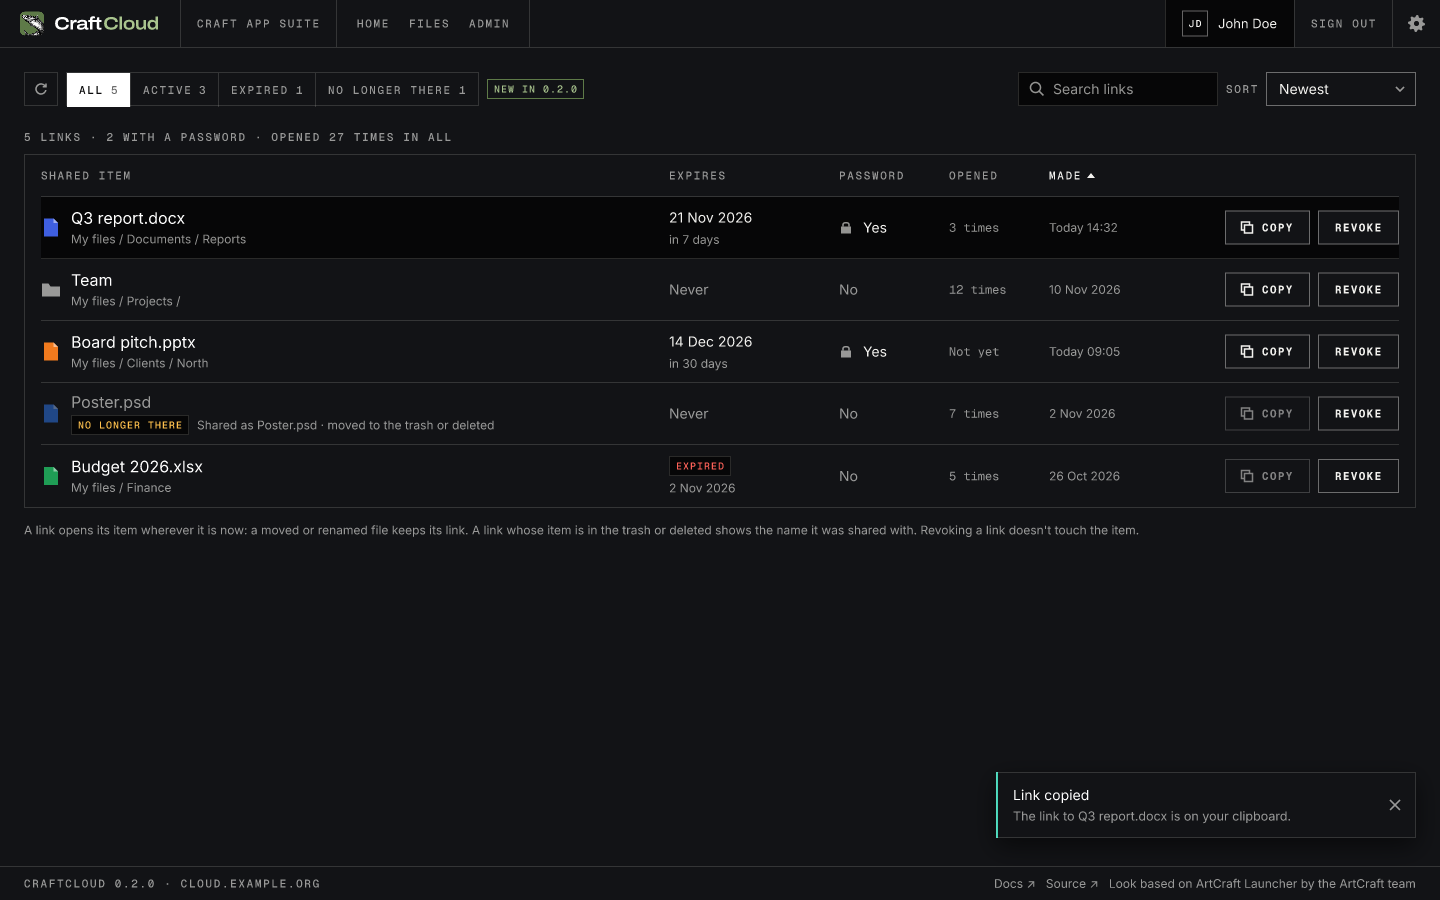 CraftCloud CRAFT APP SUITE HOME FILES ADMIN JD John Doe SIGN OUT
ALL 5 ACTIVE 3 EXPIRED 1 NO LONGER THERE 1 NEW IN 0.2.0 Search links SORT Newest
5 LINKS · 2 WITH A PASSWORD · OPENED 27 TIMES IN ALL
SHARED ITEM EXPIRES PASSWORD OPENED MADE
Q3 report.docx 21 Nov 2026 Yes 3 times Today 14:32 COPY REVOKE
My files / Documents / Reports in 7 days
Team Never No 12 times 10 Nov 2026 COPY REVOKE
My files / Projects /
Board pitch.pptx 14 Dec 2026 Yes Not yet Today 09:05 COPY REVOKE
My files / Clients / North in 30 days
Poster.psd Never No 7 times 2 Nov 2026 COPY REVOKE
NO LONGER THERE Shared as Poster.psd · moved to the trash or deleted
Budget 2026.xlsx EXPIRED No 5 times 26 Oct 2026 COPY REVOKE
My files / Finance 2 Nov 2026
A link opens its item wherever it is now: a moved or renamed file keeps its link. A link whose item is in the trash or deleted shows the name it was shared with. Revoking a link doesn't touch the item.
Link copied
The link to Q3 report.docx is on your clipboard.
CRAFTCLOUD 0.2.0 · CLOUD.EXAMPLE.ORG Docs ↗ Source ↗ Look based on ArtCraft Launcher by the ArtCraft team